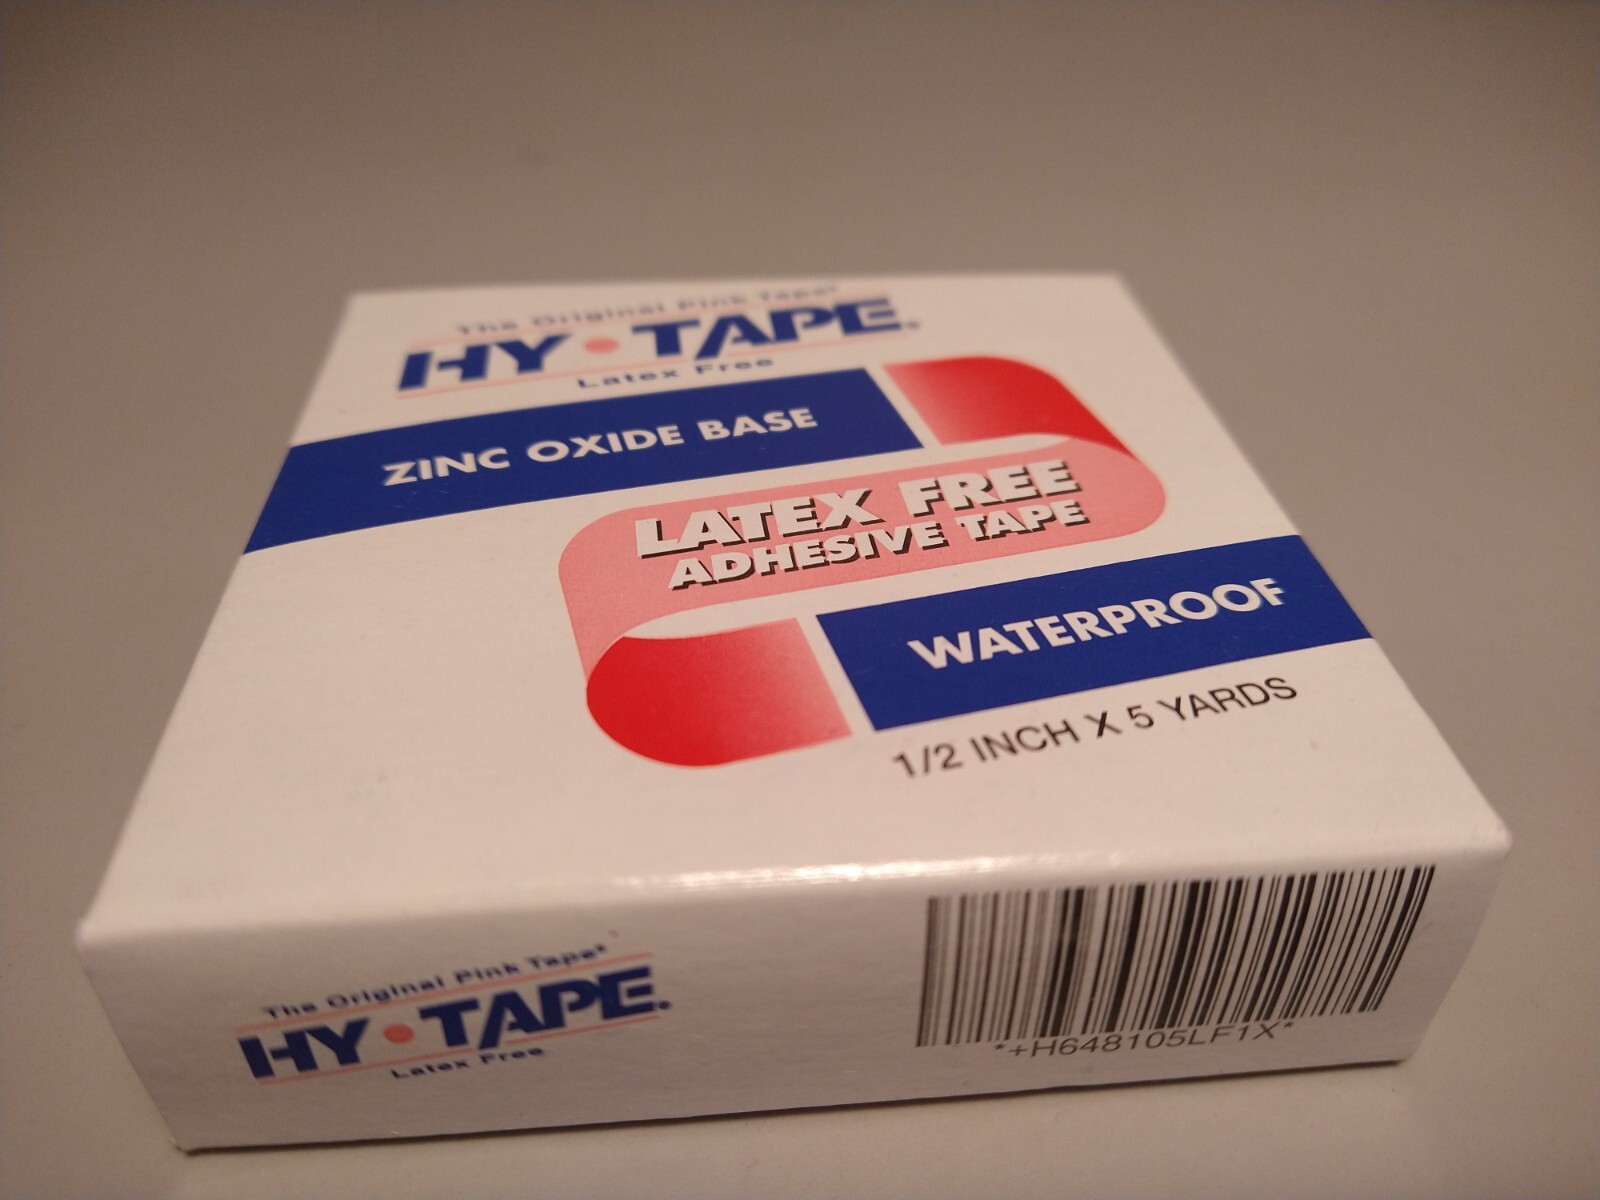 The Original Pink Tape®
HY•TAPE®
Latex Free
ZINC OXIDE BASE
LATEX FREE
ADHESIVE TAPE
WATERPROOF
1/2 INCH X 5 YARDS
The Original Pink Tape®
HY•TAPE®
Latex Free
*+H648105LF1X*